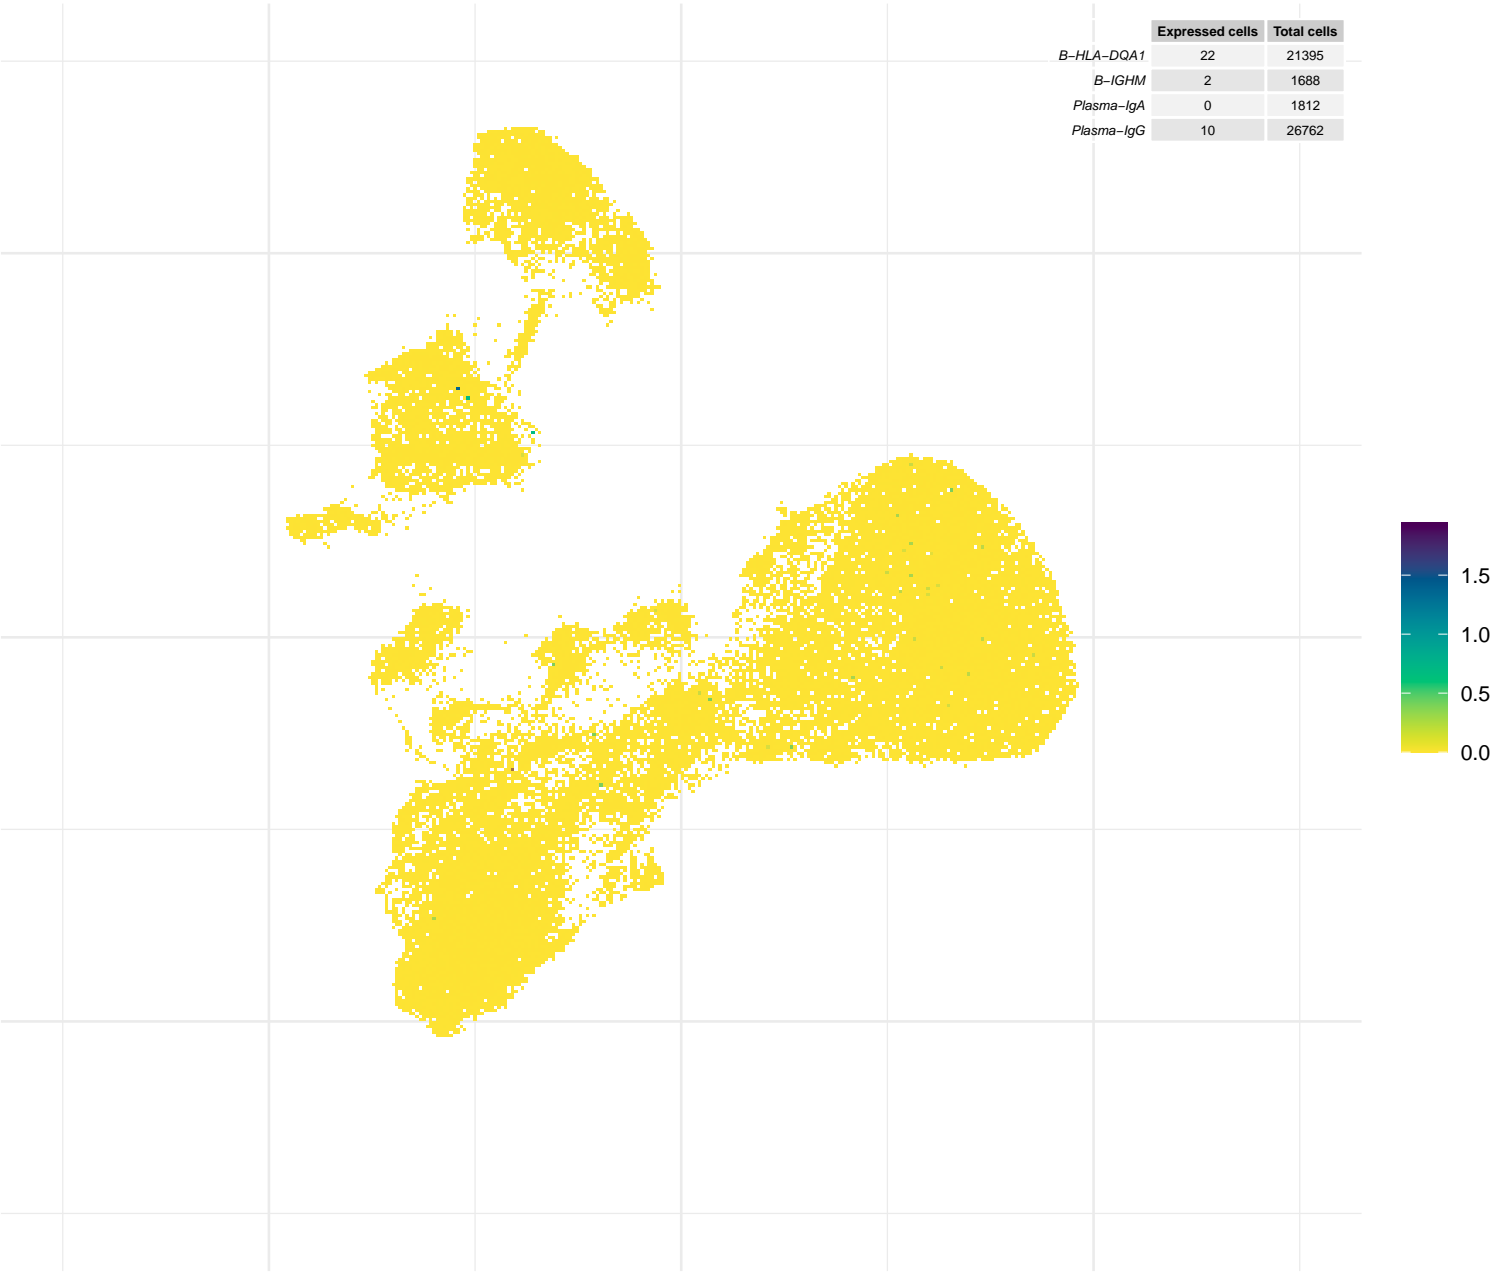 Expressed cells Total cells
B−HLA−DQA1 22 21395
B−IGHM 2 1688
Plasma−IgA 0 1812
Plasma−IgG 10 26762
1.5
1.0
0.5
0.0